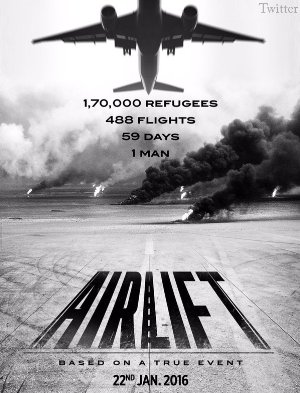 Twitter
1,70,000 REFUGEES
488 FLIGHTS
59 DAYS
1 MAN
AIRLIFT
BASED ON A TRUE EVENT
22ND JAN. 2016